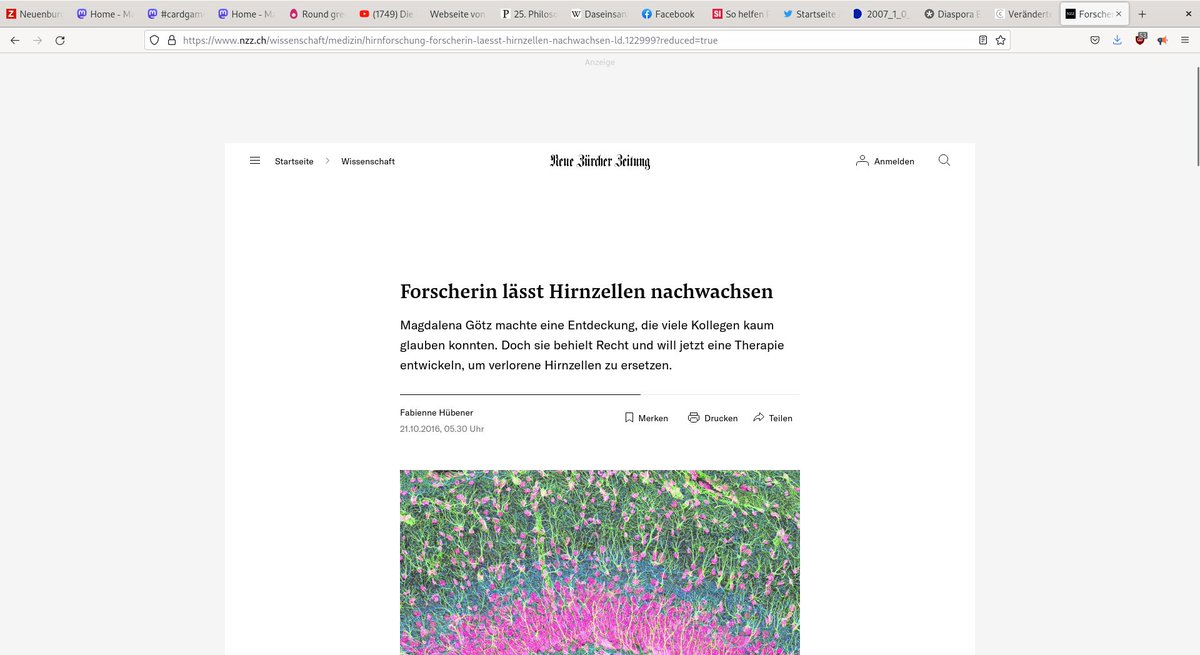 Neuenbur
Home - Ma
#cardgam
Home - Ma
Round gre
(1749) Die
Webseite von
25. Philos
Daseinsan
Facebook
So helfen
Startseite
2007_1_0_
Diaspora
Veränderte
Forsche
https://www.nzz.ch/wissenschaft/medizin/hirnforschung-forscherin-laesst-hirnzellen-nachwachsen-ld.122999?reduced=true
Anzeige
Startseite
Wissenschaft
Neue Zürcher Zeitung
Anmelden
Forscherin lässt Hirnzellen nachwachsen
Magdalena Götz machte eine Entdeckung, die viele Kollegen kaum
glauben konnten. Doch sie behielt Recht und will jetzt eine Therapie
entwickeln, um verlorene Hirnzellen zu ersetzen.
Fabienne Hübener
21.10.2016, 05.30 Uhr
Merken
Drucken
Teilen